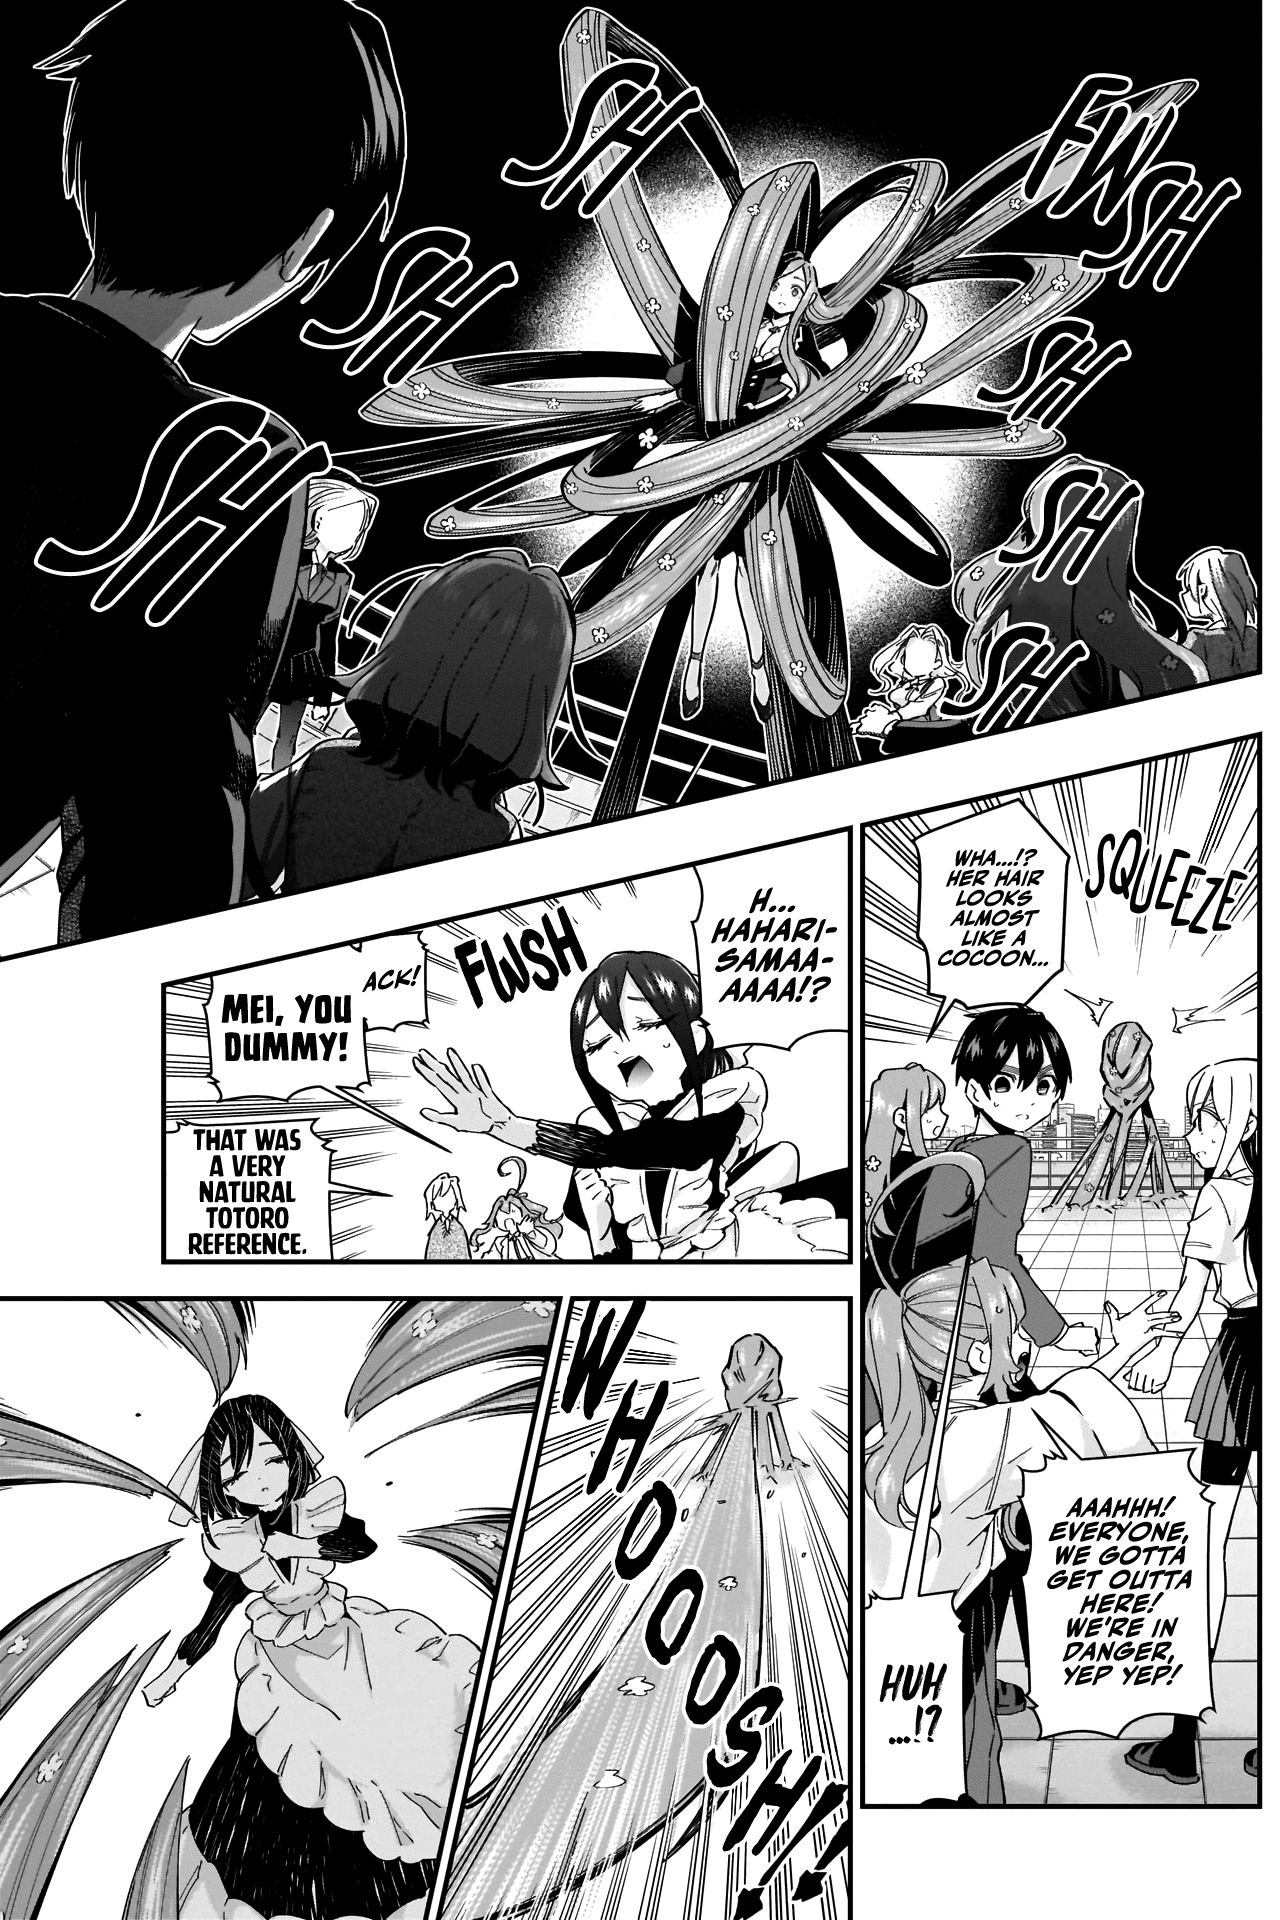 FWSH
SH
SH
SH
SH
SH
SH
SH
SQUEEZE
WHA...!?
HER HAIR
LOOKS
ALMOST
LIKE A
COCOON...
AAAHHH!
EVERYONE,
WE GOTTA
GET OUTTA
HERE!
WE'RE IN
DANGER,
YEP YEP!
HUH
...!?
H...
HAHARI-
SAMAA-
AAAA!?
FWSH
ACK!
MEI, YOU
DUMMY!
THAT WAS
A VERY
NATURAL
TOTORO
REFERENCE.
WHOOOOSH!!